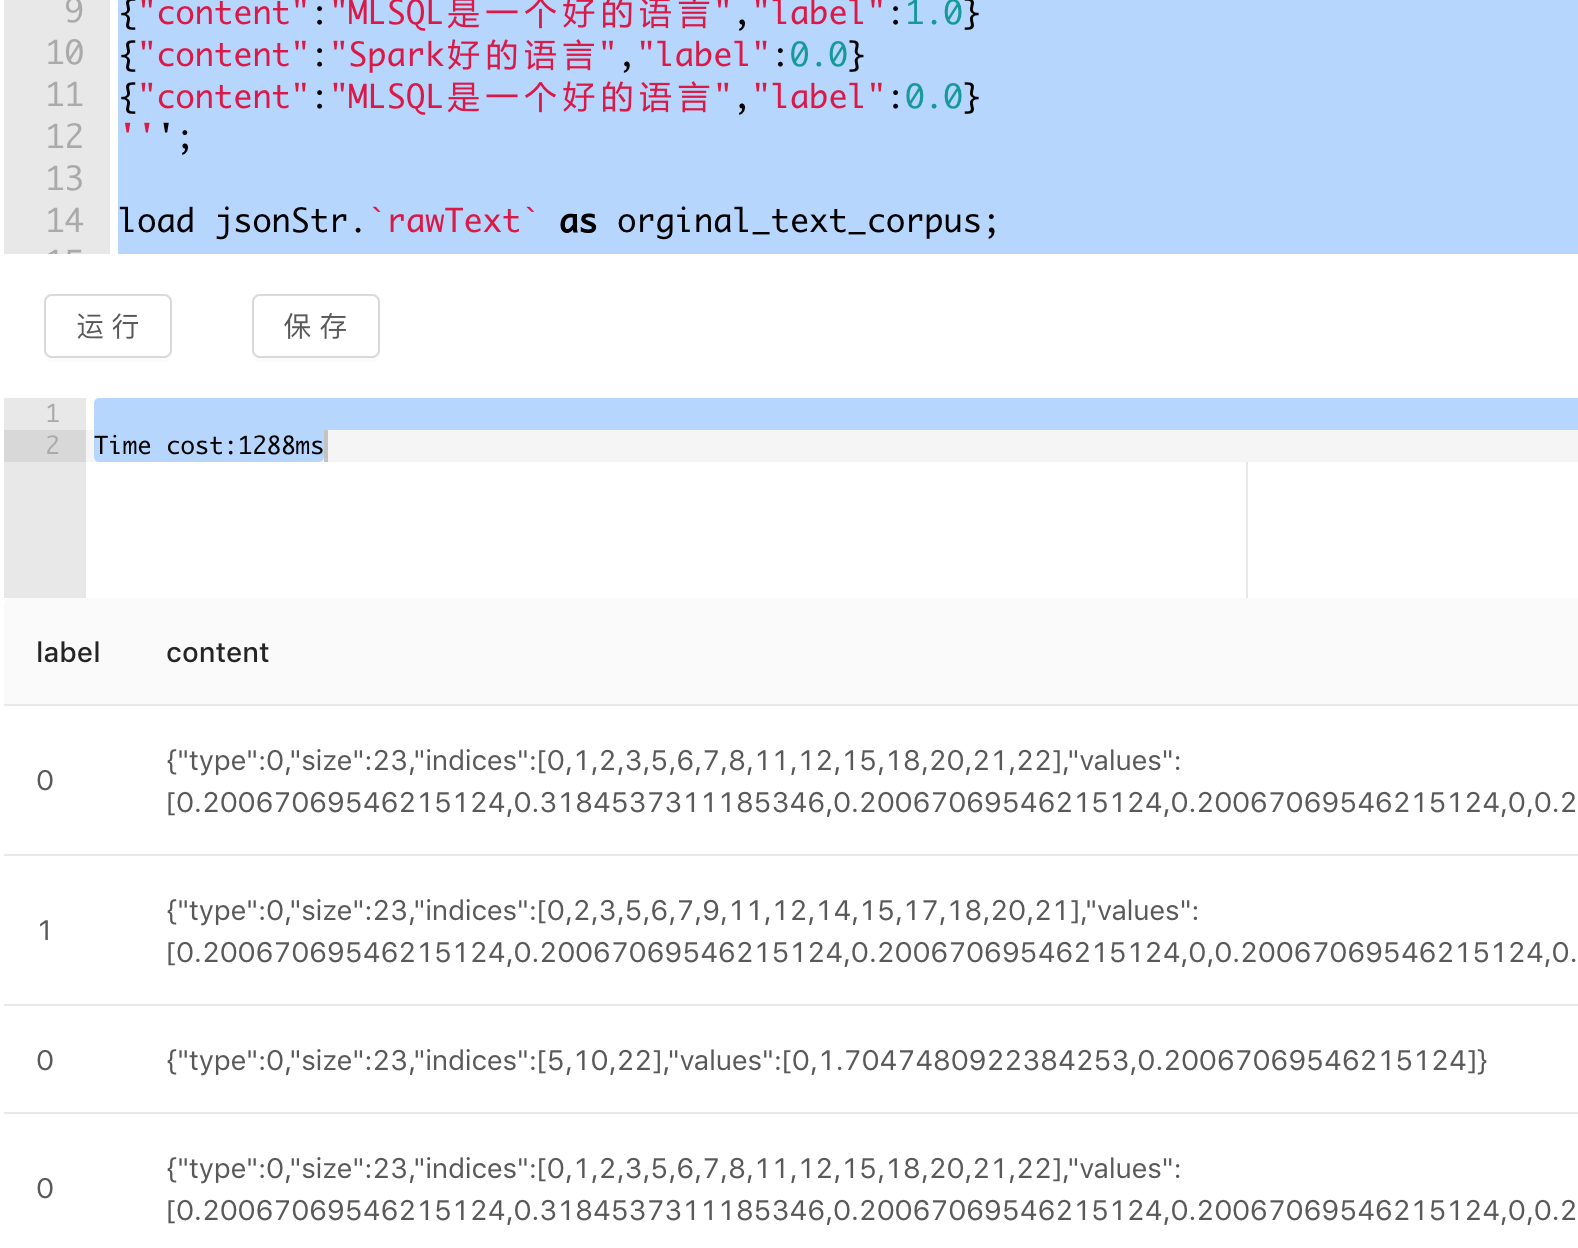 9 {"content":"MLSQL是一个好的语言","label":1.0}
10 {"content":"Spark好的语言","label":0.0}
11 {"content":"MLSQL是一个好的语言","label":0.0}
12 ''';
13
14 load jsonStr.`rawText` as orginal_text_corpus;
运行 保存
1
2 Time cost:1288ms
label content
0 {"type":0,"size":23,"indices":[0,1,2,3,5,6,7,8,11,12,15,18,20,21,22],"values":
[0.20067069546215124,0.3184537311185346,0.20067069546215124,0.20067069546215124,0,0.2
1 {"type":0,"size":23,"indices":[0,2,3,5,6,7,9,11,12,14,15,17,18,20,21],"values":
[0.20067069546215124,0.20067069546215124,0.20067069546215124,0,0.20067069546215124,0.
0 {"type":0,"size":23,"indices":[5,10,22],"values":[0,1.7047480922384253,0.20067069546215124]}
0 {"type":0,"size":23,"indices":[0,1,2,3,5,6,7,8,11,12,15,18,20,21,22],"values":
[0.20067069546215124,0.3184537311185346,0.20067069546215124,0.20067069546215124,0,0.2